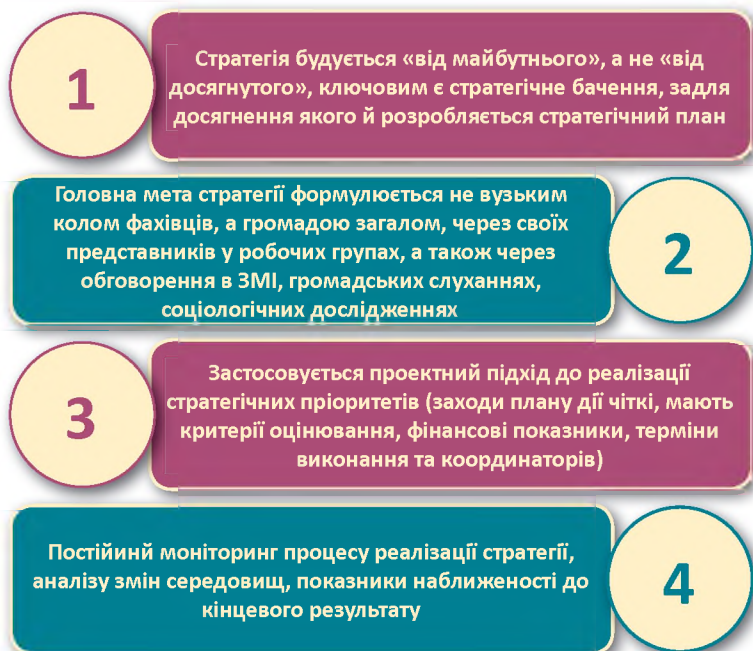 1
Стратегія будується «від майбутнього», а не «від
досягнутого», ключовим є стратегічне бачення, задля
досягнення якого й розробляється стратегічний план
Головна мета стратегії формулюється не вузьким
колом фахівців, а громадою загалом, через своїх
представників у робочих групах, а також через
обговорення в ЗМІ, громадських слуханнях,
соціологічних дослідженнях
2
3
Застосовується проектний підхід до реалізації
стратегічних пріоритетів (заходи плану дії чіткі, мають
критерії оцінювання, фінансові показники, терміни
виконання та координаторів)
Постійинй моніторинг процесу реалізації стратегії,
аналізу змін середовищ, показники наближеності до
кінцевого результату
4